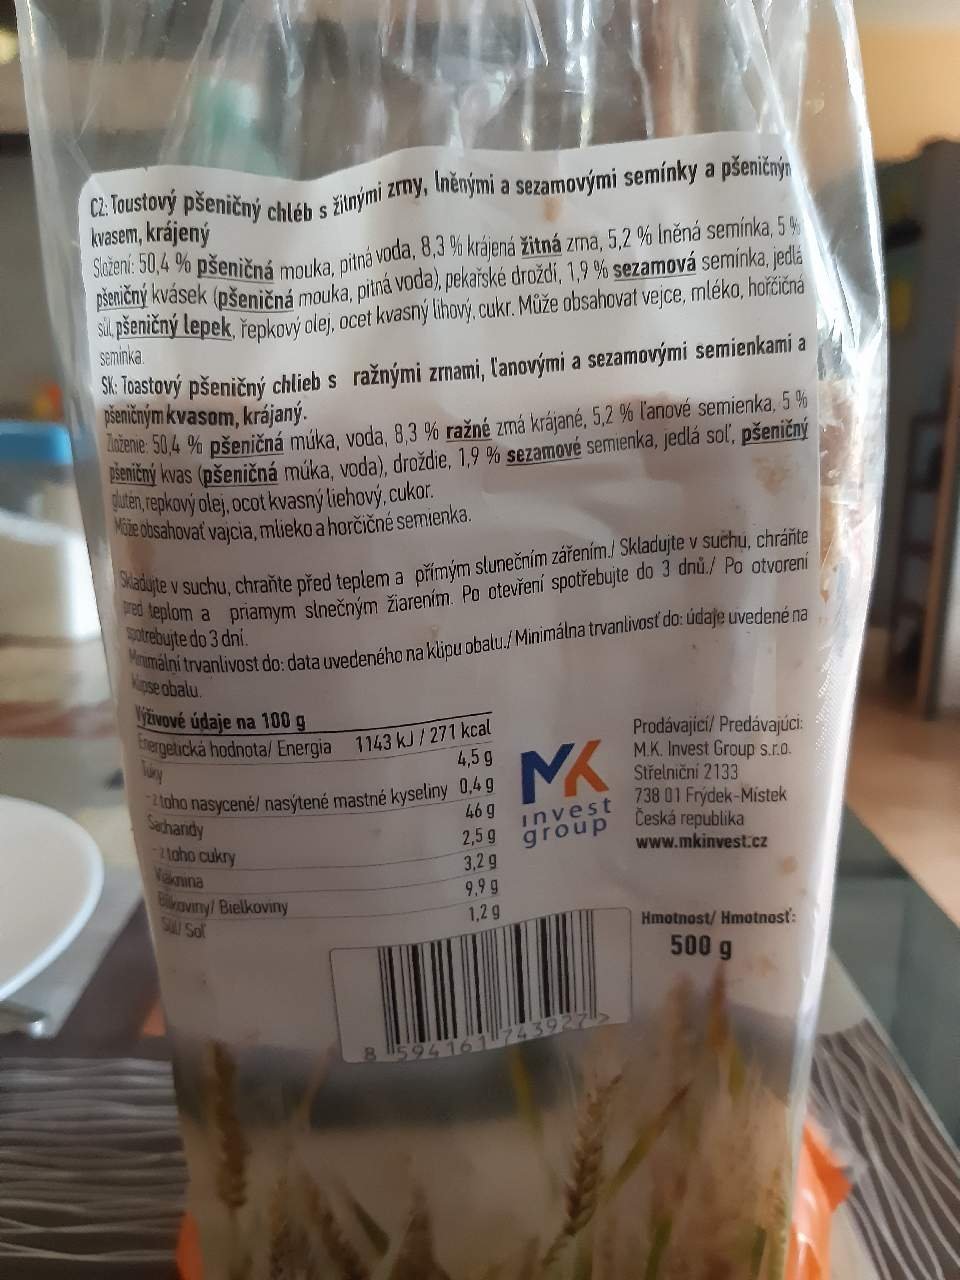 CZ: Toustový pšeničný chléb s žitnými zrny, lněnými a sezamovými semínky a pšeničným
kvasem, krájený
Složení: 50,4 % pšeničná mouka, pitná voda, 8,3 % krájená žitná zrna, 5,2 % lněná semínka, 5 %
pšeničný kvásek (pšeničná mouka, pitná voda), pekařské droždí, 1,9 % sezamová semínka, jedlá
sůl, pšeničný lepek, řepkový olej, ocet kvasný lihový, cukr. Může obsahovat vejce, mléko, hořčičná
semínka.
SK: Toastový pšeničný chlieb s ražnými zrnami, ľanovými a sezamovými semienkami a
pšeničným kvasom, krájaný.
Zloženie: 50,4 % pšeničná múka, voda, 8,3 % ražné zrná krájané, 5,2 % ľanové semienka, 5 %
pšeničný kvas (pšeničná múka, voda), droždie, 1,9 % sezamové semienka, jedlá soľ, pšeničný
glutén, repkový olej, ocot kvasný liehový, cukor.
Môže obsahovať vajcia, mlieko a horčičné semienka.
Skladujte v suchu, chraňte před teplem a přímým slunečním zářením./ Skladujte v suchu, chráňte
pred teplom a priamym slnečným žiarením. Po otevření spotřebujte do 3 dnů./ Po otvorení
spotrebujte do 3 dní.
Minimální trvanlivost do: data uvedeného na klipu obalu./ Minimálna trvanlivosť do: údaje uvedené na
klipse obalu.
Výživové údaje na 100 g
Energetická hodnota/ Energia 1143 kJ / 271 kcal
Tuky 4,5 g
- z toho nasycené/ nasýtené mastné kyseliny 0,4 g
Sacharidy 46 g
- z toho cukry 2,5 g
Vláknina 3,2 g
Bílkoviny/ Bielkoviny 9,9 g
Sůl/ Soľ 1,2 g
MK
invest
group
Prodávající/ Predávajúci:
M.K. Invest Group s.r.o.
Střelniční 2133
738 01 Frýdek-Místek
Česká republika
www.mkinvest.cz
Hmotnost/ Hmotnosť:
500 g
8 594161 743927 >